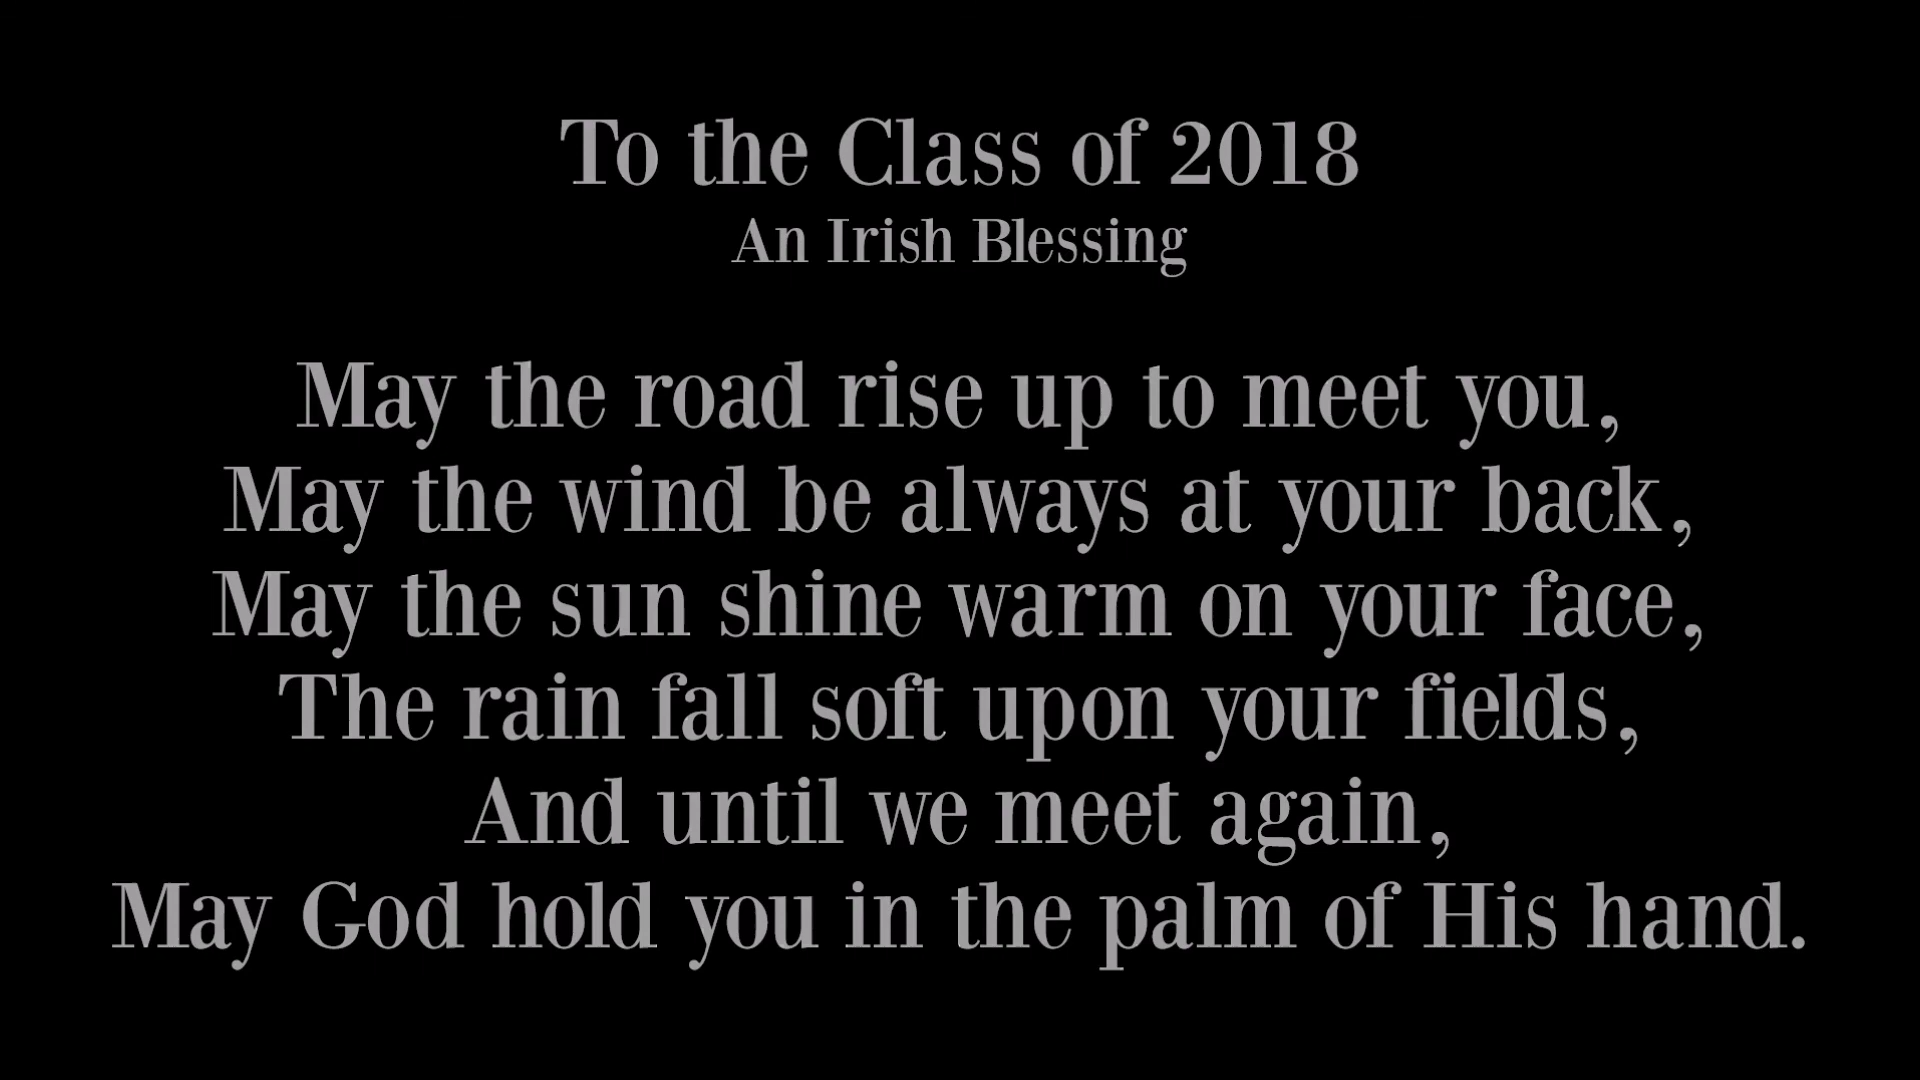 To the Class of 2018
An Irish Blessing
May the road rise up to meet you,
May the wind be always at your back,
May the sun shine warm on your face,
The rain fall soft upon your fields,
And until we meet again,
May God hold you in the palm of His hand.